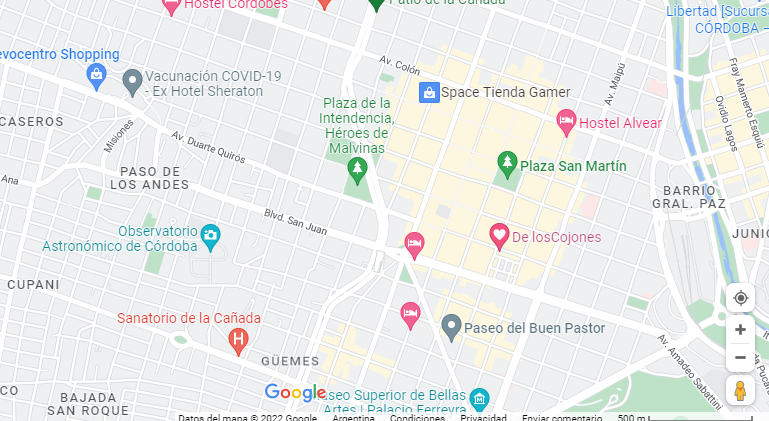 Hostel Córdobés
Patio de la Cañada
Libertad [Sucurs
CÓRDOBA –
evocentro Shopping
Av. Colón
Vacunación COVID-19
- Ex Hotel Sheraton
Space Tienda Gamer
Av. Maipú
Fray Mamerto Esquiú
Ovidio Lagos
Plaza de la
Intendencia,
Héroes de
Malvinas
Hostel Alvear
CASEROS
Misiones
Av. Duarte Quirós
Plaza San Martín
PASO DE
LOS ANDES
Ana
BARRIO
GRAL. PAZ
Blvd. San Juan
Observatorio
Astronómico de Córdoba
De losCojones
JUNIO
CUPANI
Sanatorio de la Cañada
Paseo del Buen Pastor
GÜEMES
Av. Amadeo Sabattini
CO
BAJADA
SAN ROQUE
Google
aseo Superior de Bellas
Artes | Palacio Ferreyra
Datos del mapa © 2022 Google
Argentina
Condiciones
Privacidad
Enviar comentario
500 m